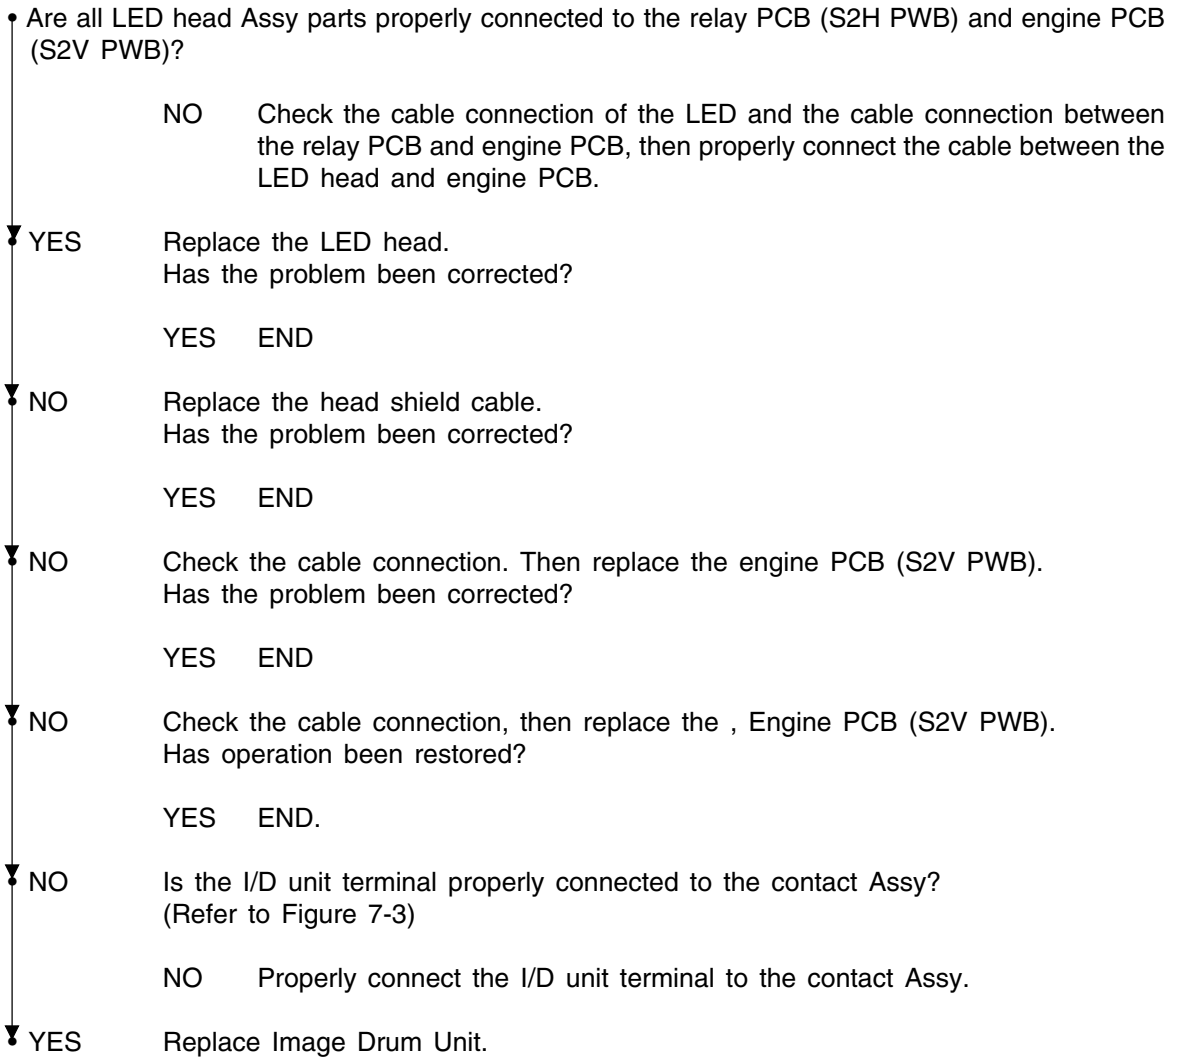 • Are all LED head Assy parts properly connected to the relay PCB (S2H PWB) and engine PCB
(S2V PWB)?
NO Check the cable connection of the LED and the cable connection between
the relay PCB and engine PCB, then properly connect the cable between the
LED head and engine PCB.
• YES Replace the LED head.
Has the problem been corrected?
YES END
• NO Replace the head shield cable.
Has the problem been corrected?
YES END
• NO Check the cable connection. Then replace the engine PCB (S2V PWB).
Has the problem been corrected?
YES END
• NO Check the cable connection, then replace the , Engine PCB (S2V PWB).
Has operation been restored?
YES END.
• NO Is the I/D unit terminal properly connected to the contact Assy?
(Refer to Figure 7-3)
NO Properly connect the I/D unit terminal to the contact Assy.
• YES Replace Image Drum Unit.